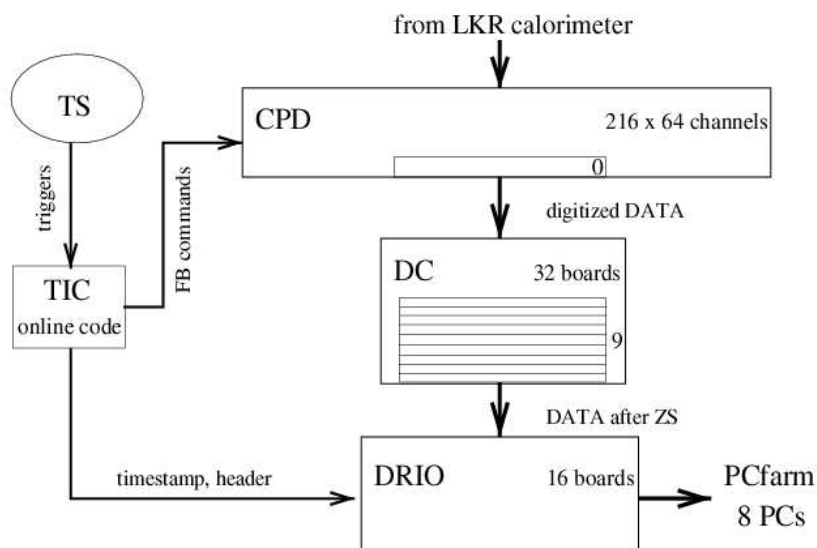 from LKR calorimeter
TS
CPD
216 x 64 channels
0
triggers
FB commands
digitized DATA
TIC
online code
DC
32 boards
9
DATA after ZS
timestamp, header
DRIO
16 boards
PCfarm
8 PCs